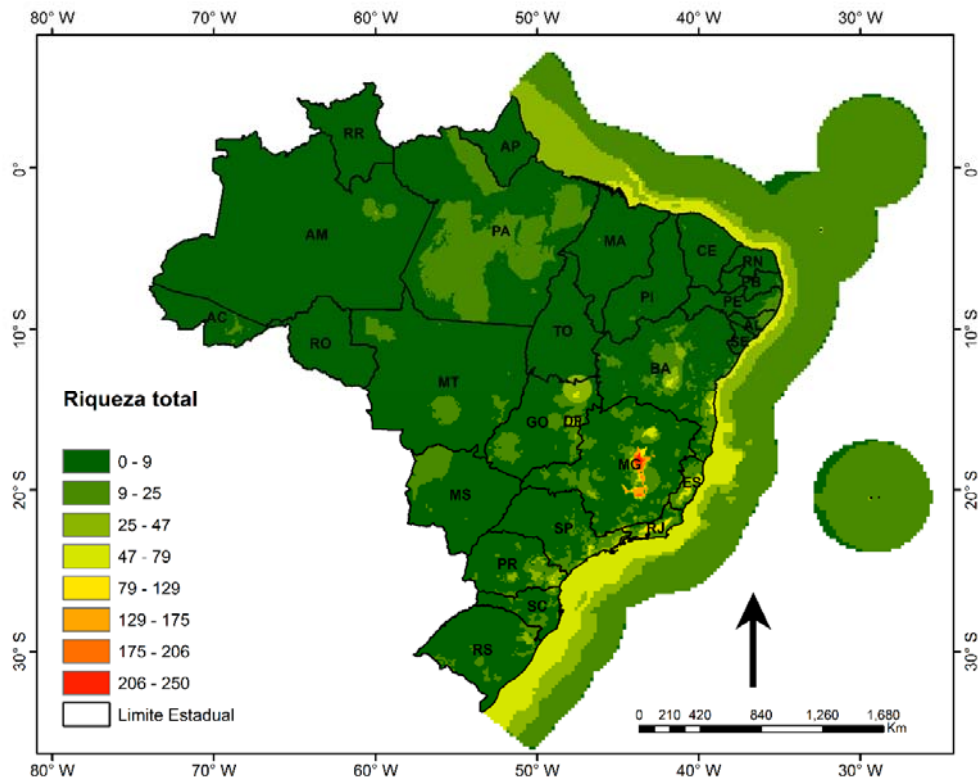 80° W 70° W 60° W 50° W 40° W 30° W
0°
10°S
20°S
30°S
0°
10°S
20°S
30°S
RR
AP
AM
PA
MA
CE
RN
PB
PI
PE
AC
AL
SE
TO
RO
BA
MT
GO
DF
MG
ES
MS
SP
RJ
PR
SC
RS
Riqueza total
0 - 9
9 - 25
25 - 47
47 - 79
79 - 129
129 - 175
175 - 206
206 - 250
Limite Estadual
0 210 420 840 1,260 1,680
Km
80° W 70° W 60° W 50° W 40° W 30° W